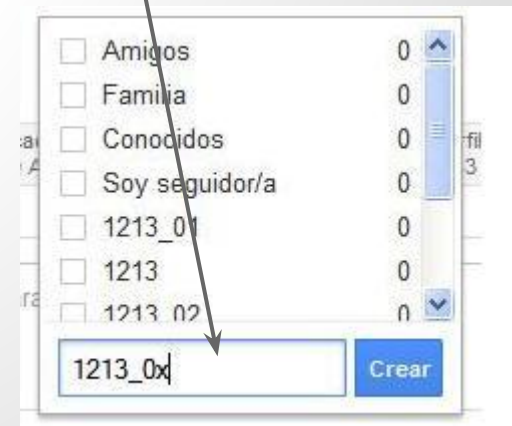 Amigos 0
Familia 0
Conocidos 0
Soy seguidor/a 0
1213_01 0
1213 0
1213_02 0
1213_0x Crear